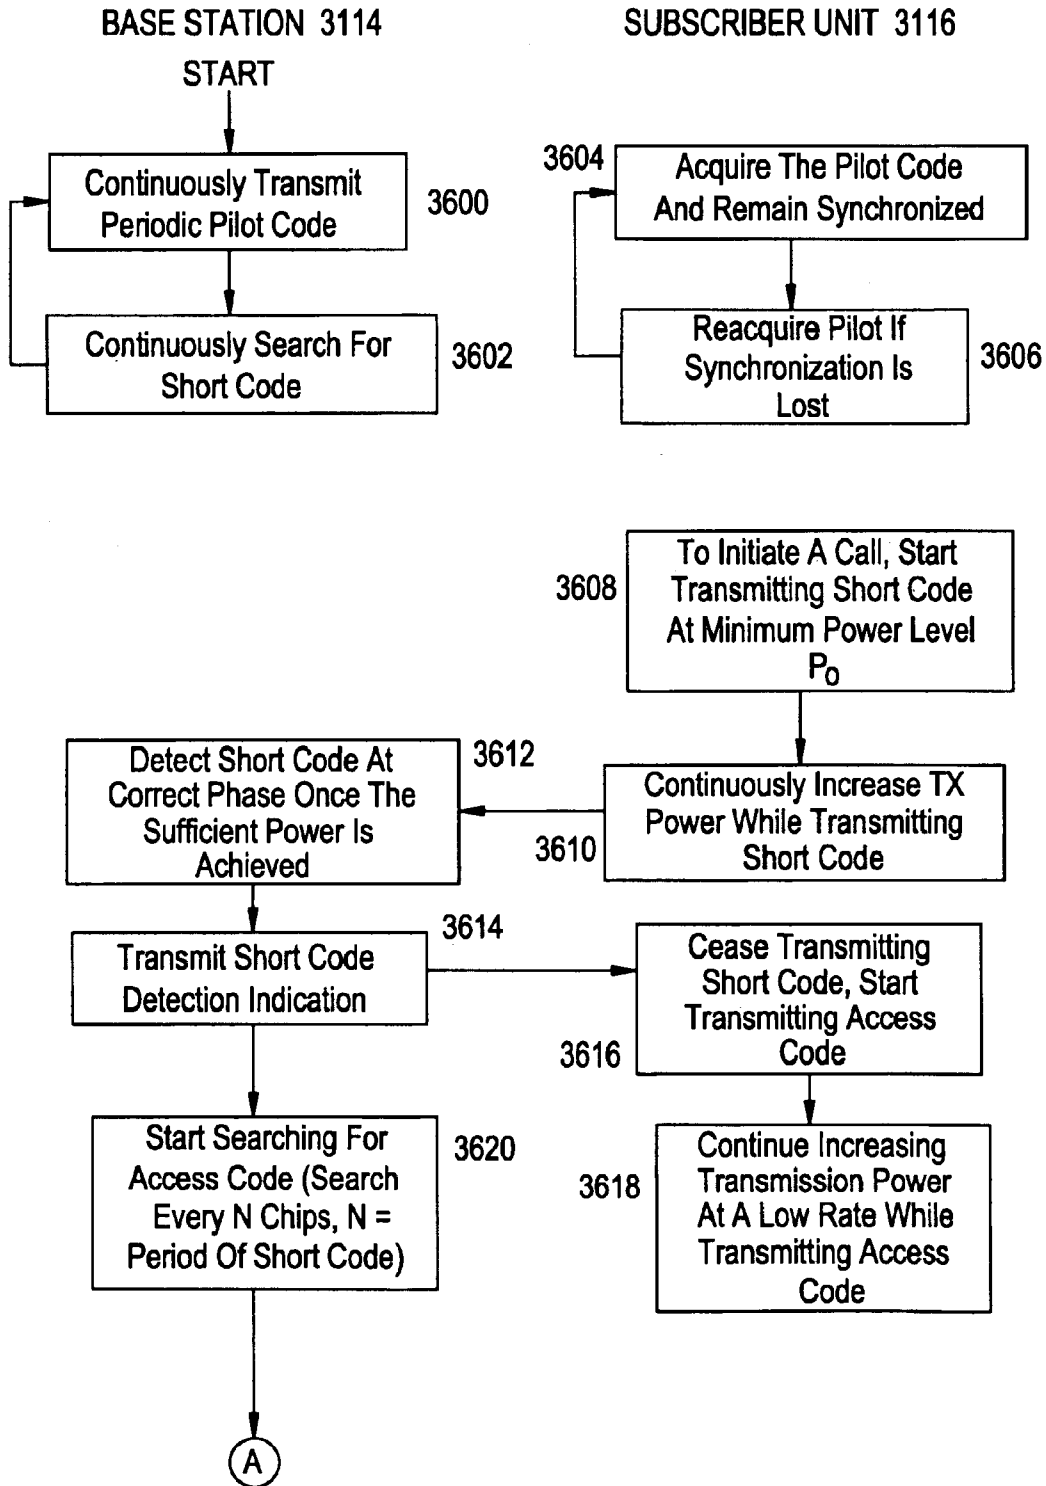 BASE STATION 3114
SUBSCRIBER UNIT 3116
START
Continuously Transmit
Periodic Pilot Code
3600
3604
Acquire The Pilot Code
And Remain Synchronized
Continuously Search For
Short Code
3602
Reacquire Pilot If
Synchronization Is
Lost
3606
To Initiate A Call, Start
Transmitting Short Code
At Minimum Power Level
P0
3608
Detect Short Code At
Correct Phase Once The
Sufficient Power Is
Achieved
3612
Continuously Increase TX
Power While Transmitting
Short Code
3610
Transmit Short Code
Detection Indication
3614
Cease Transmitting
Short Code, Start
Transmitting Access
Code
3616
Start Searching For
Access Code (Search
Every N Chips, N =
Period Of Short Code)
3620
Continue Increasing
Transmission Power
At A Low Rate While
Transmitting Access
Code
3618
A